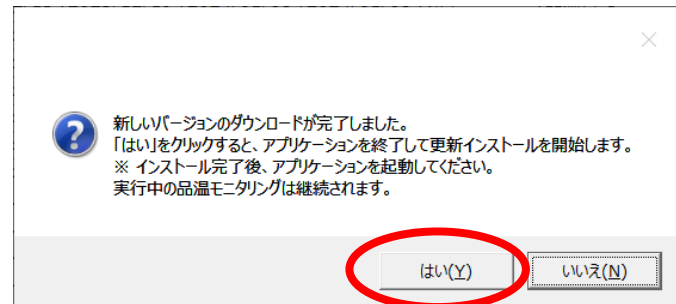 新しいバージョンのダウンロードが完了しました。
「はい」をクリックすると、アプリケーションを終了して更新インストールを開始します。
※ インストール完了後、アプリケーションを起動してください。
実行中の品温モニタリングは継続されます。
はい(Y)
いいえ(N)